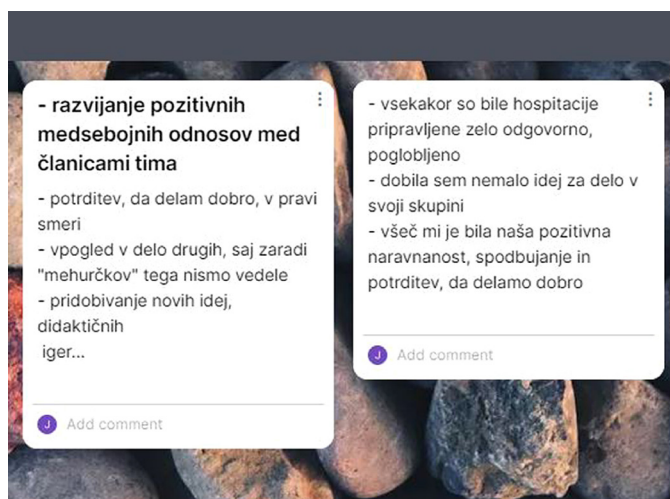 - razvijanje pozitivnih
medsebojnih odnosov med
članicami tima
- potrditev, da delam dobro, v pravi
smeri
- vpogled v delo drugih, saj zaradi
"mehurčkov" tega nismo vedele
- pridobivanje novih idej,
didaktičnih
iger...
J Add comment
- vsekakor so bile hospitacije
pripravljene zelo odgovorno,
poglobljeno
- dobila sem nemalo idej za delo v
svoji skupini
- všeč mi je bila naša pozitivna
naravnanost, spodbujanje in
potrditev, da delamo dobro
J Add comment